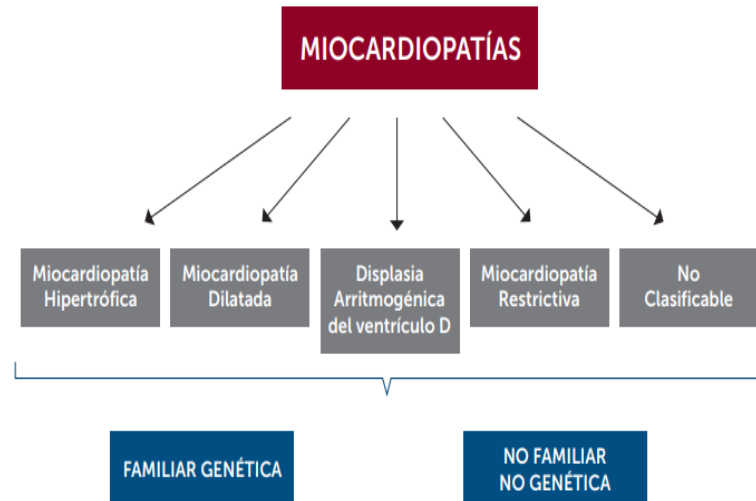 MIOCARDIOPATÍAS
Miocardiopatía
Hipertrófica
Miocardiopatía
Dilatada
Displasia
Arritmogénica
del ventrículo D
Miocardiopatía
Restrictiva
No
Clasificable
FAMILIAR GENÉTICA
NO FAMILIAR
NO GENÉTICA